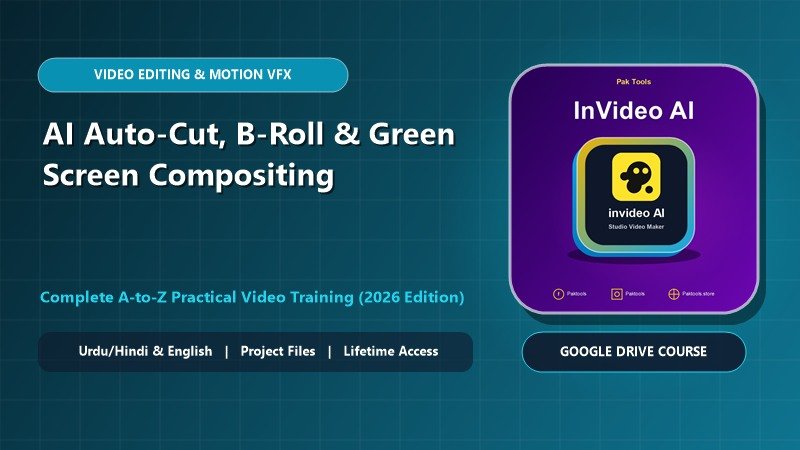 VIDEO EDITING & MOTION VFX
AI Auto-Cut, B-Roll & Green
Screen Compositing
Complete A-to-Z Practical Video Training (2026 Edition)
Urdu/Hindi & English | Project Files | Lifetime Access
Pak Tools
InVideo AI
invideo AI
Studio Video Maker
Paktools
Paktools
Paktools.store
GOOGLE DRIVE COURSE